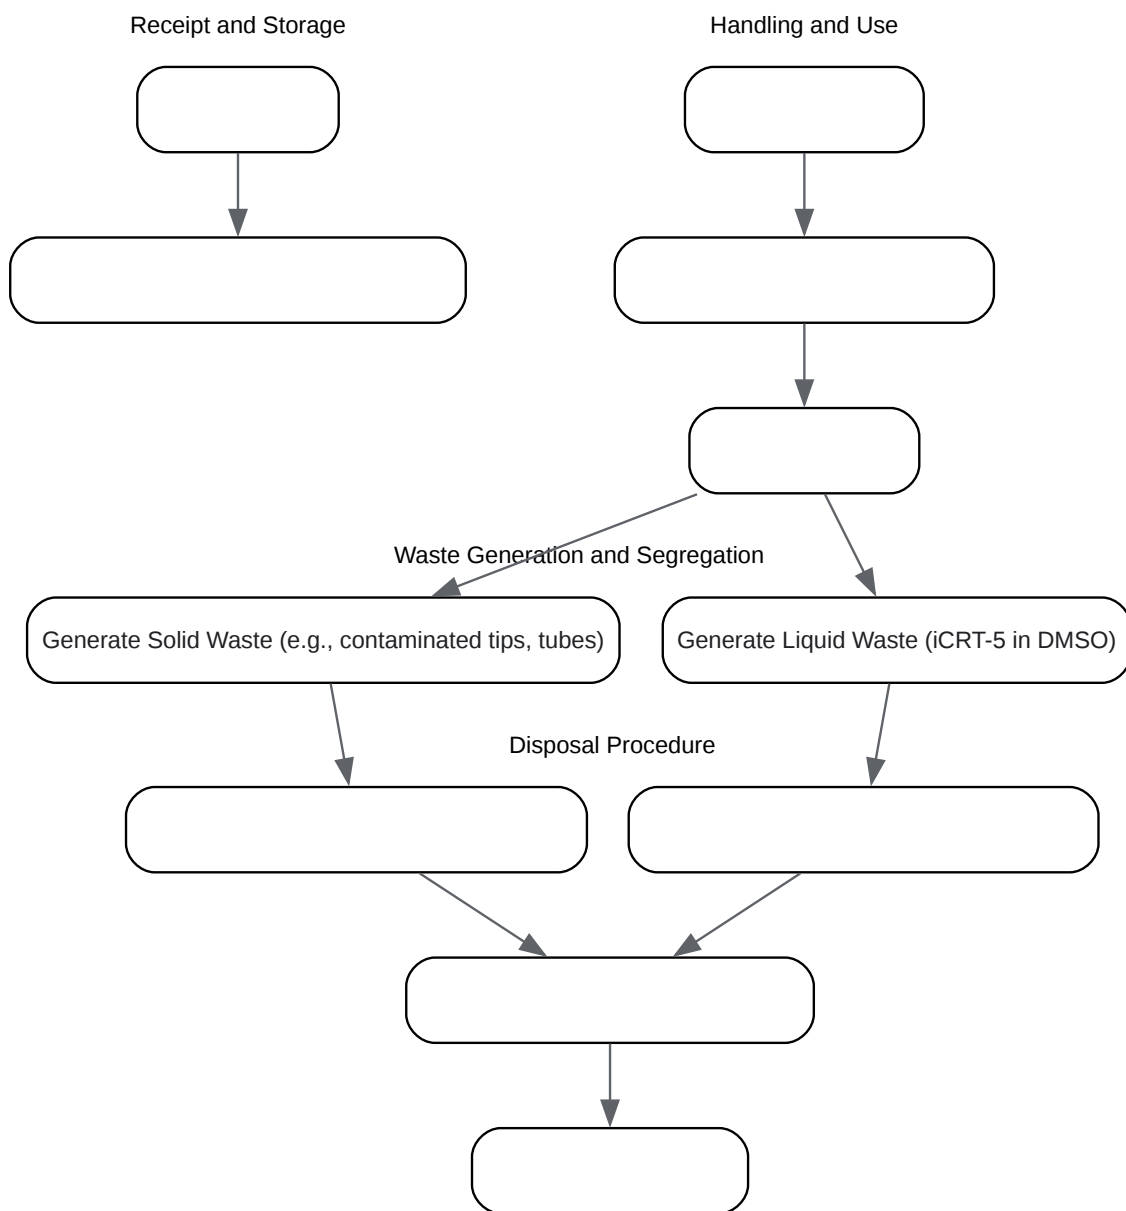 Receipt and Storage
Handling and Use
Waste Generation and Segregation
Generate Solid Waste (e.g., contaminated tips, tubes)
Generate Liquid Waste (iCRT-5 in DMSO)
Disposal Procedure